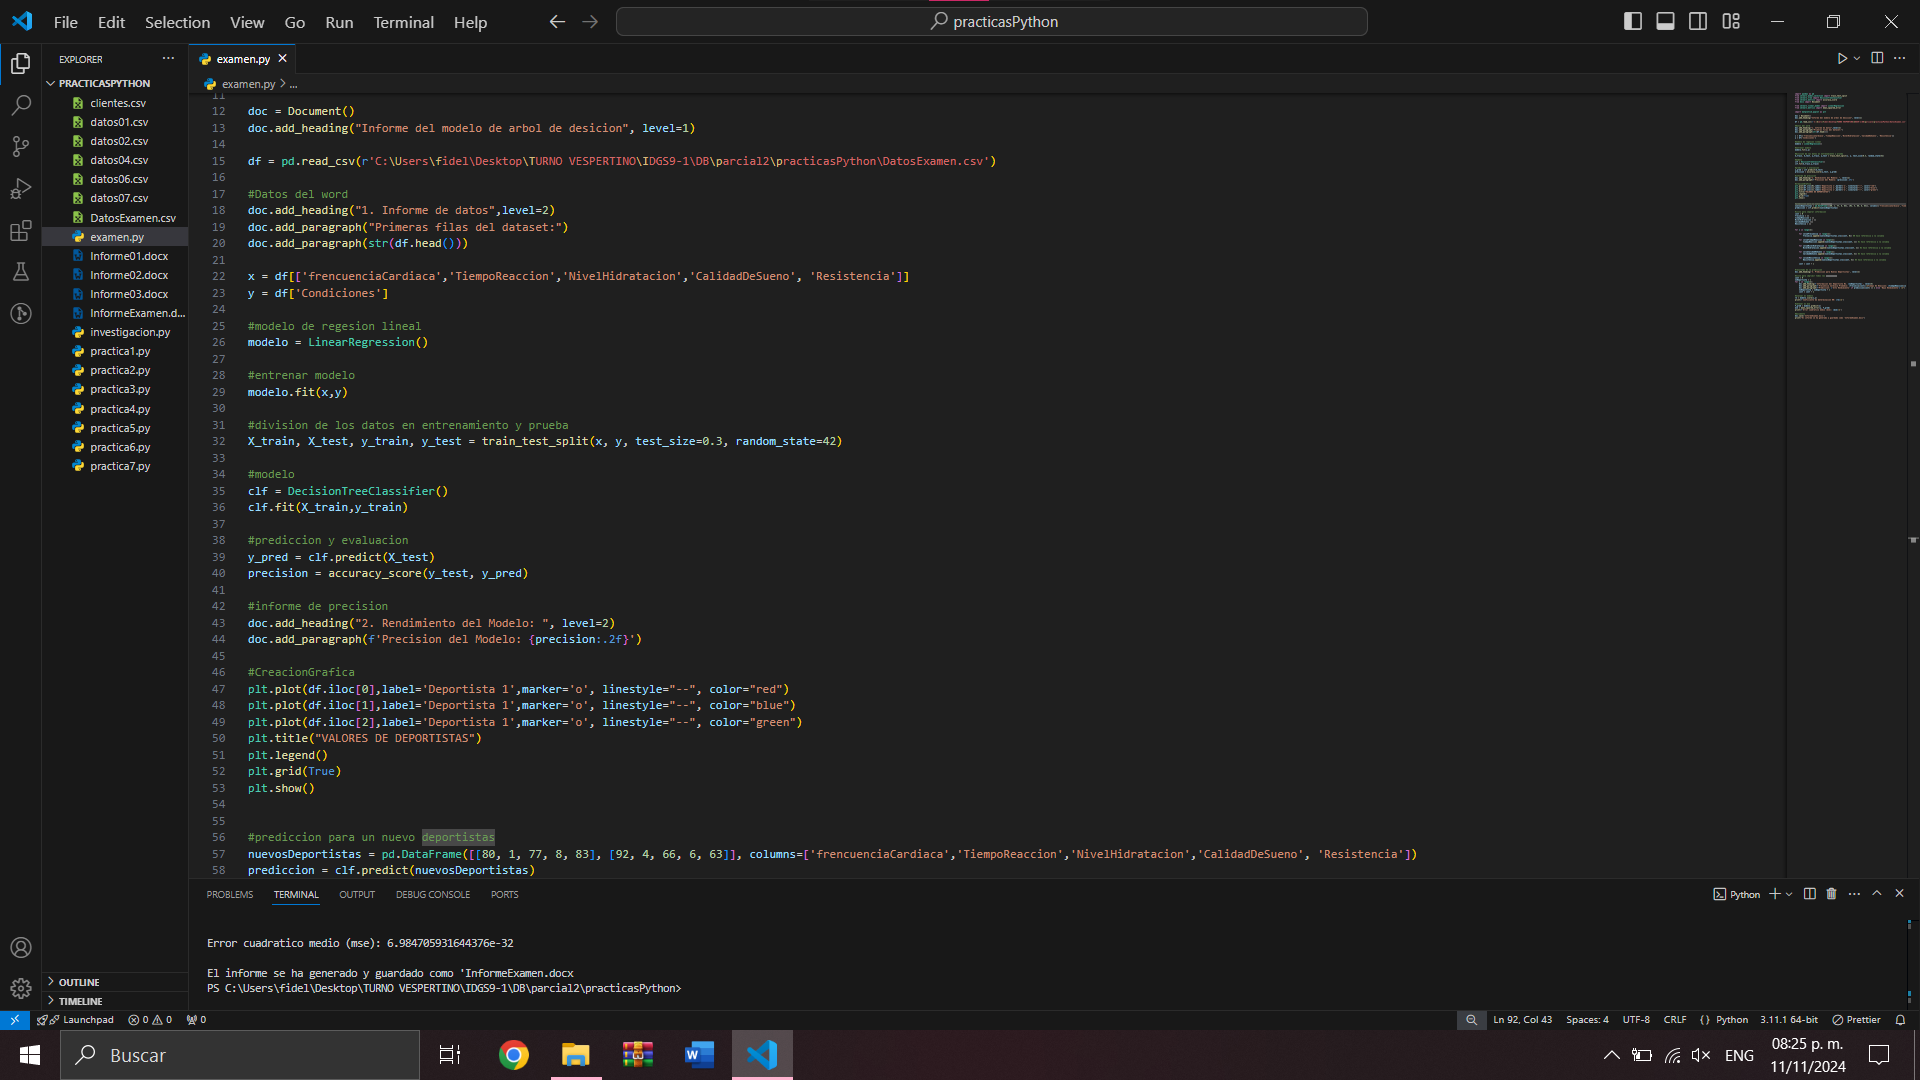 File Edit Selection View Go Run Terminal Help
practicasPython
EXPLORER
PRACTICASPYTHON
clientes.csv
datos01.csv
datos02.csv
datos04.csv
datos06.csv
datos07.csv
DatosExamen.csv
examen.py
Informe01.docx
Informe02.docx
Informe03.docx
InformeExamen.d...
investigacion.py
practica1.py
practica2.py
practica3.py
practica4.py
practica5.py
practica6.py
practica7.py
OUTLINE
TIMELINE
examen.py
examen.py > ...
11
12 doc = Document()
13 doc.add_heading("Informe del modelo de arbol de desicion", level=1)
14
15 df = pd.read_csv(r'C:\Users\fidel\Desktop\TURNO VESPERTINO\IDGS9-1\DB\parcial2\practicasPython\DatosExamen.csv')
16
17 #Datos del word
18 doc.add_heading("1. Informe de datos",level=2)
19 doc.add_paragraph("Primeras filas del dataset:")
20 doc.add_paragraph(str(df.head()))
21
22 x = df[['frencuenciaCardiaca','TiempoReaccion','NivelHidratacion','CalidadDeSueno', 'Resistencia']]
23 y = df['Condiciones']
24
25 #modelo de regesion lineal
26 modelo = LinearRegression()
27
28 #entrenar modelo
29 modelo.fit(x,y)
30
31 #division de los datos en entrenamiento y prueba
32 X_train, X_test, y_train, y_test = train_test_split(x, y, test_size=0.3, random_state=42)
33
34 #modelo
35 clf = DecisionTreeClassifier()
36 clf.fit(X_train,y_train)
37
38 #prediccion y evaluacion
39 y_pred = clf.predict(X_test)
40 precision = accuracy_score(y_test, y_pred)
41
42 #informe de precision
43 doc.add_heading("2. Rendimiento del Modelo: ", level=2)
44 doc.add_paragraph(f'Precision del Modelo: {precision:.2f}')
45
46 #CreacionGrafica
47 plt.plot(df.iloc[0],label='Deportista 1',marker='o', linestyle="--", color="red")
48 plt.plot(df.iloc[1],label='Deportista 1',marker='o', linestyle="--", color="blue")
49 plt.plot(df.iloc[2],label='Deportista 1',marker='o', linestyle="--", color="green")
50 plt.title("VALORES DE DEPORTISTAS")
51 plt.legend()
52 plt.grid(True)
53 plt.show()
54
55
56 #prediccion para un nuevo deportistas
57 nuevosDeportistas = pd.DataFrame([[80, 1, 77, 8, 83], [92, 4, 66, 6, 63]], columns=['frencuenciaCardiaca','TiempoReaccion','NivelHidratacion','CalidadDeSueno', 'Resistencia'])
58 prediccion = clf.predict(nuevosDeportistas)
PROBLEMS TERMINAL OUTPUT DEBUG CONSOLE PORTS
Python
Error cuadratico medio (mse): 6.984705931644376e-32
El informe se ha generado y guardado como 'InformeExamen.docx
PS C:\Users\fidel\Desktop\TURNO VESPERTINO\IDGS9-1\DB\parcial2\practicasPython>
Launchpad 0 0 0
Ln 92, Col 43 Spaces: 4 UTF-8 CRLF {} Python 3.11.1 64-bit Prettier
Buscar
ENG
08:25 p. m.
11/11/2024